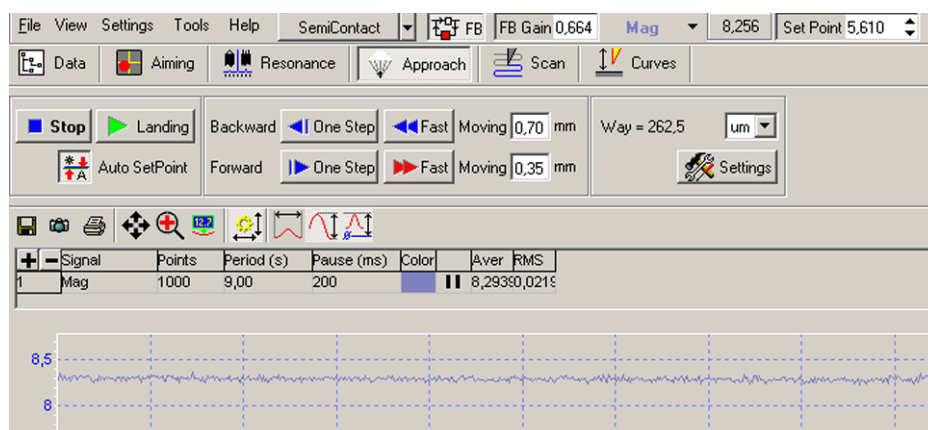 File View Settings Tools Help SemiContact FB FB Gain 0,664 Mag 8,256 Set Point 5,610
Data Aiming Resonance Approach Scan Curves
Stop Landing Backward One Step Fast Moving 0,70 mm Way = 262,5 um
Auto SetPoint Forward One Step Fast Moving 0,35 mm Settings
Signal Points Period (s) Pause (ms) Color Aver RMS
1 Mag 1000 9,00 200 8,2939 0,0219
8,5
8